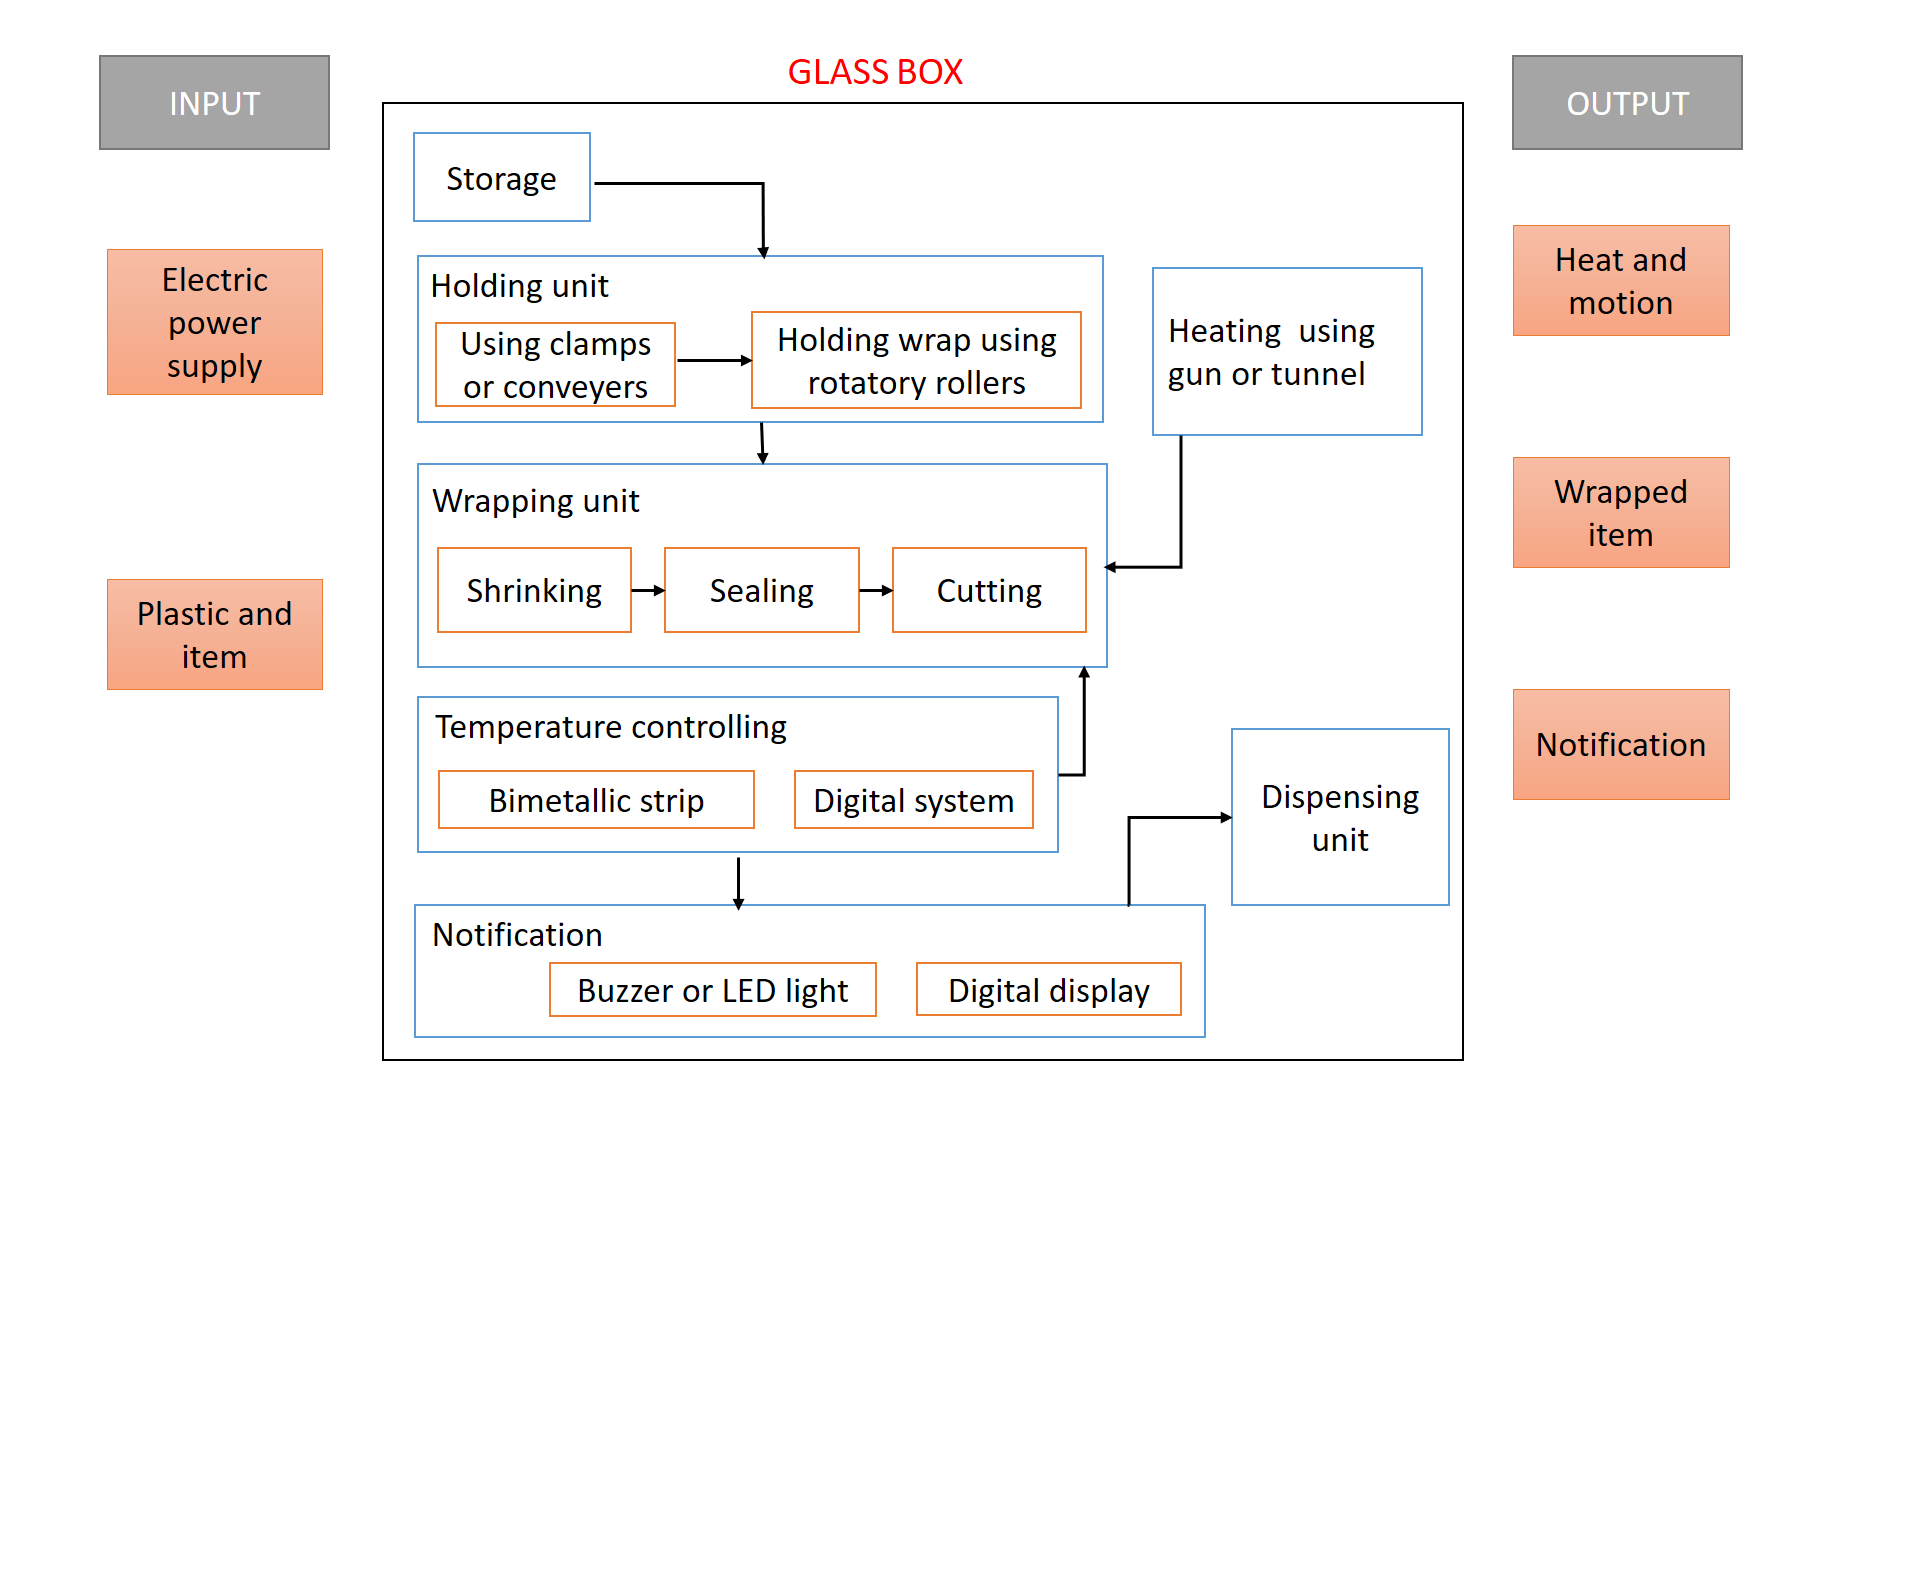 GLASS BOX
INPUT
Electric
power
supply
Plastic and
item
Storage
Holding unit
Using clamps
or conveyers
Holding wrap using
rotatory rollers
Heating  using
gun or tunnel
Wrapping unit
Shrinking
Sealing
Cutting
Temperature controlling
Bimetallic strip
Digital system
Notification
Buzzer or LED light
Digital display
Dispensing
unit
OUTPUT
Heat and
motion
Wrapped
item
Notification